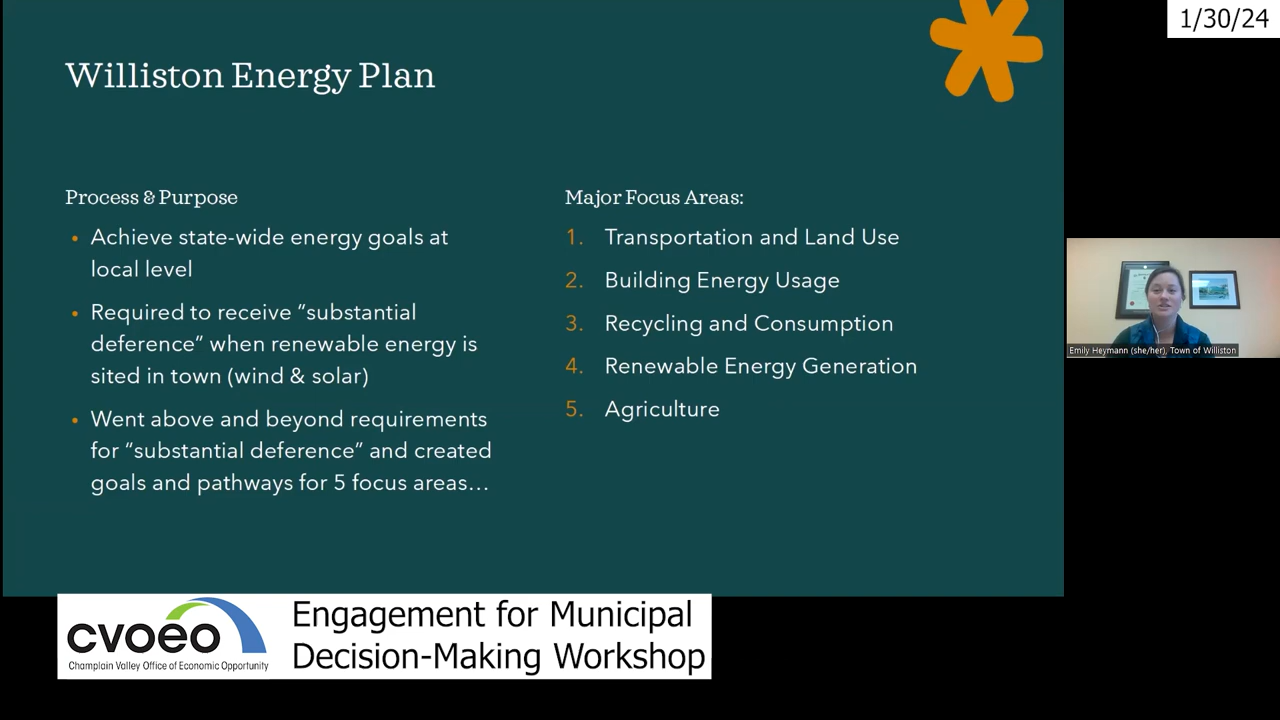 1/30/24
Williston Energy Plan
Process & Purpose
• Achieve state-wide energy goals at
local level
• Required to receive “substantial
deference” when renewable energy is
sited in town (wind & solar)
• Went above and beyond requirements
for “substantial deference” and created
goals and pathways for 5 focus areas…
Major Focus Areas:
1. Transportation and Land Use
2. Building Energy Usage
3. Recycling and Consumption
4. Renewable Energy Generation
5. Agriculture
Emily Heymann (she/her), Town of Williston
cvoeo
Champlain Valley Office of Economic Opportunity
Engagement for Municipal
Decision-Making Workshop